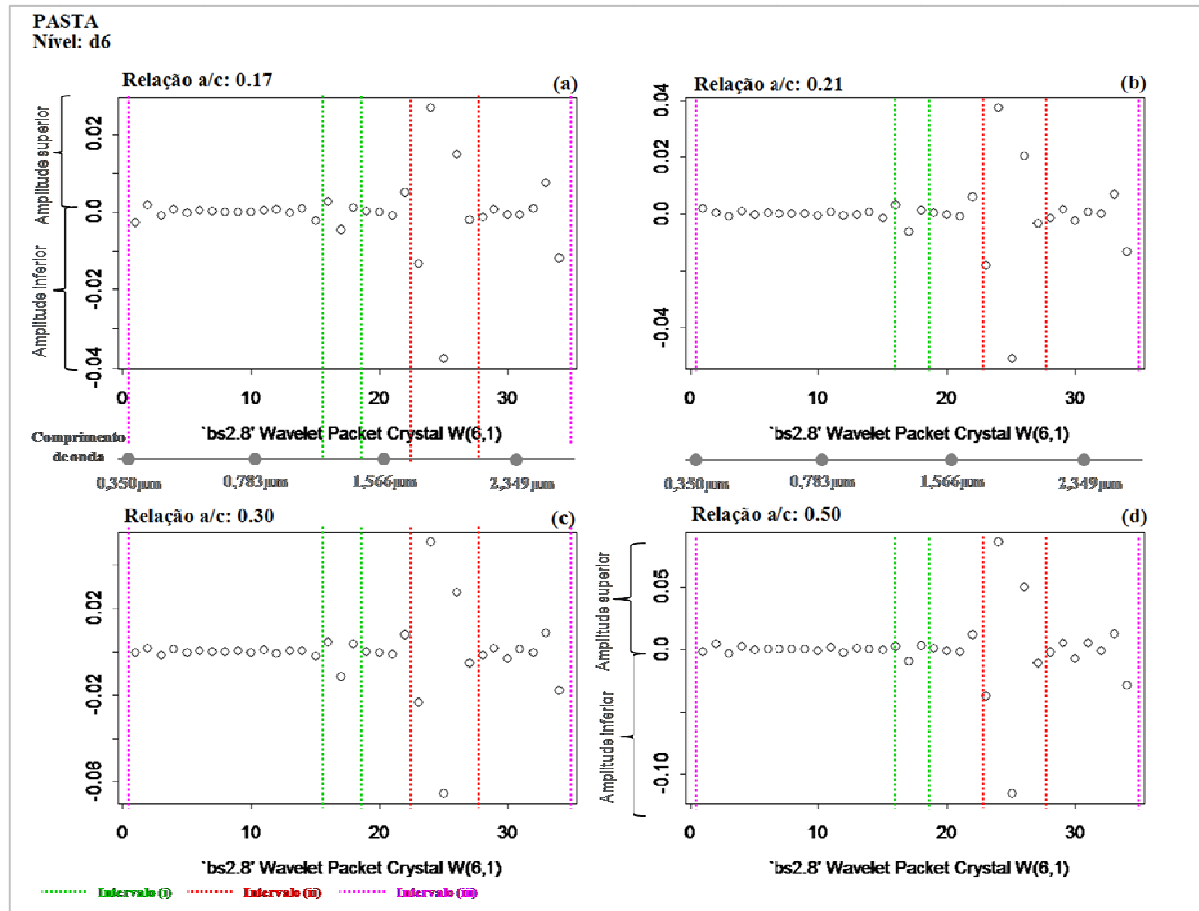 PASTA
Nível: d6
Relação a/c: 0.17
(a)
Amplitude superior
Amplitude Inferior
0.02
0.0
-0.02
-0.04
0
10
20
30
`bs2.8' Wavelet Packet Crystal W(6,1)
Relação a/c: 0.21
(b)
0.04
0.02
0.0
-0.04
0
10
20
30
`bs2.8' Wavelet Packet Crystal W(6,1)
Comprimento
de onda
0,350µm
0,783µm
1,566µm
2,349µm
0,350µm
0,783µm
1,566µm
2,349µm
Relação a/c: 0.30
(c)
0.02
-0.02
-0.06
0
10
20
30
`bs2.8' Wavelet Packet Crystal W(6,1)
Relação a/c: 0.50
(d)
Amplitude superior
Amplitude Inferior
0.05
0.0
-0.10
0
10
20
30
`bs2.8' Wavelet Packet Crystal W(6,1)
Intervalo (i)
Intervalo (ii)
Intervalo (iii)